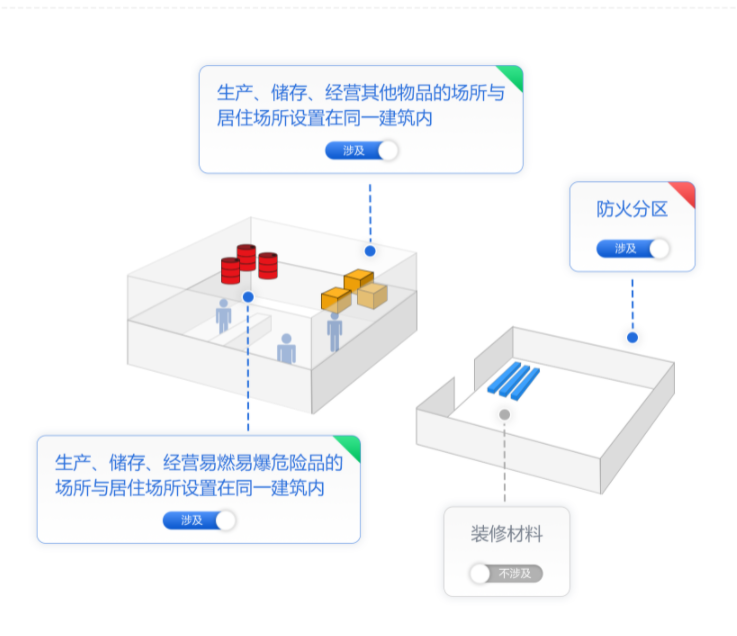 生产、储存、经营其他物品的场所与
居住场所设置在同一建筑内
涉及
防火分区
涉及
生产、储存、经营易燃易爆危险品的
场所与居住场所设置在同一建筑内
涉及
装修材料
不涉及